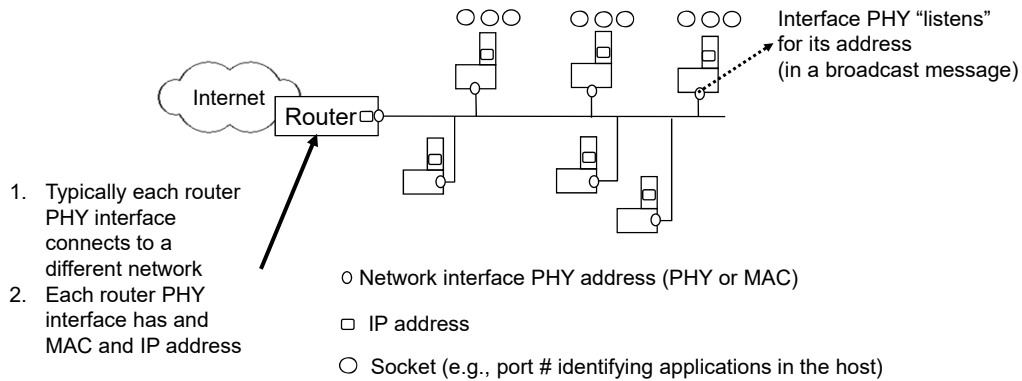 Interface PHY “listens”
for its address
(in a broadcast message)
Internet
Router
1. Typically each router
PHY interface
connects to a
different network
2. Each router PHY
interface has and
MAC and IP address
Network interface PHY address (PHY or MAC)
IP address
Socket (e.g., port # identifying applications in the host)